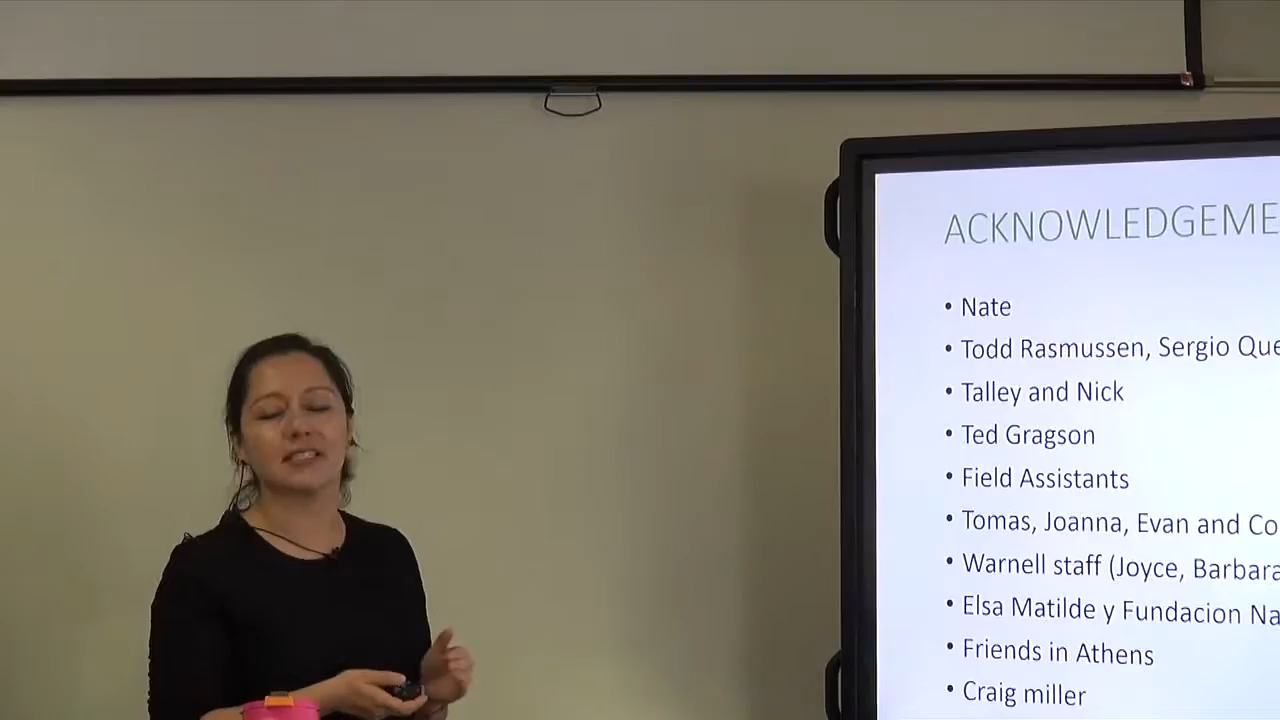 ACKNOWLEDGEME
• Nate
• Todd Rasmussen, Sergio Que
• Talley and Nick
• Ted Gragson
• Field Assistants
• Tomas, Joanna, Evan and Co
• Warnell staff (Joyce, Barbara
• Elsa Matilde y Fundacion Na
• Friends in Athens
• Craig miller